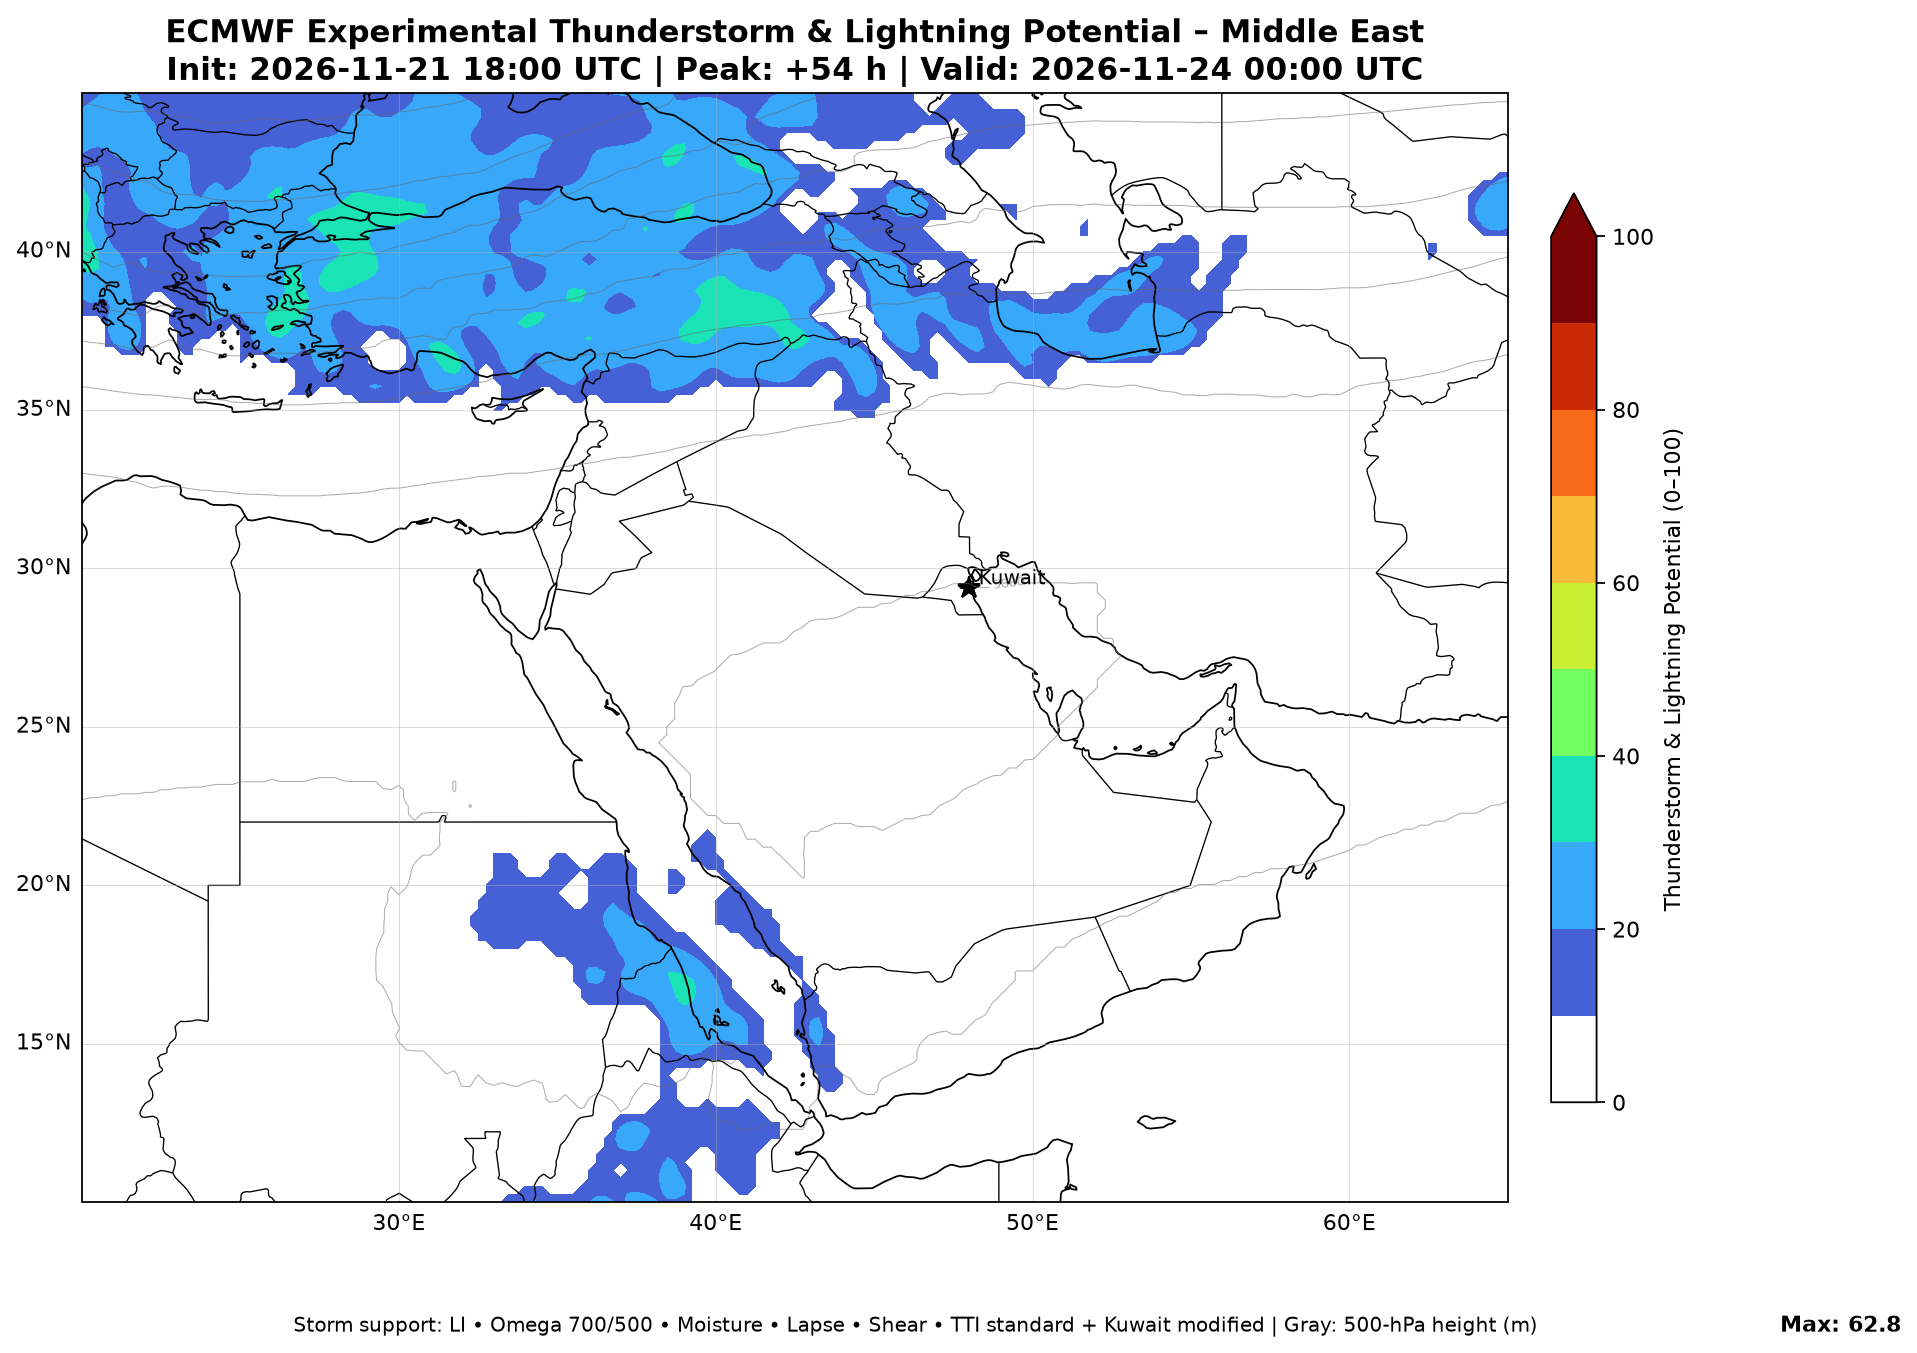 ECMWF Experimental Thunderstorm & Lightning Potential – Middle East
Init: 2026-11-21 18:00 UTC | Peak: +54 h | Valid: 2026-11-24 00:00 UTC
40°N
35°N
30°N
25°N
20°N
15°N
30°E
40°E
50°E
60°E
Kuwait
100
80
60
40
20
0
Thunderstorm & Lightning Potential (0–100)
Storm support: LI • Omega 700/500 • Moisture • Lapse • Shear • TTI standard + Kuwait modified | Gray: 500-hPa height (m)
Max: 62.8